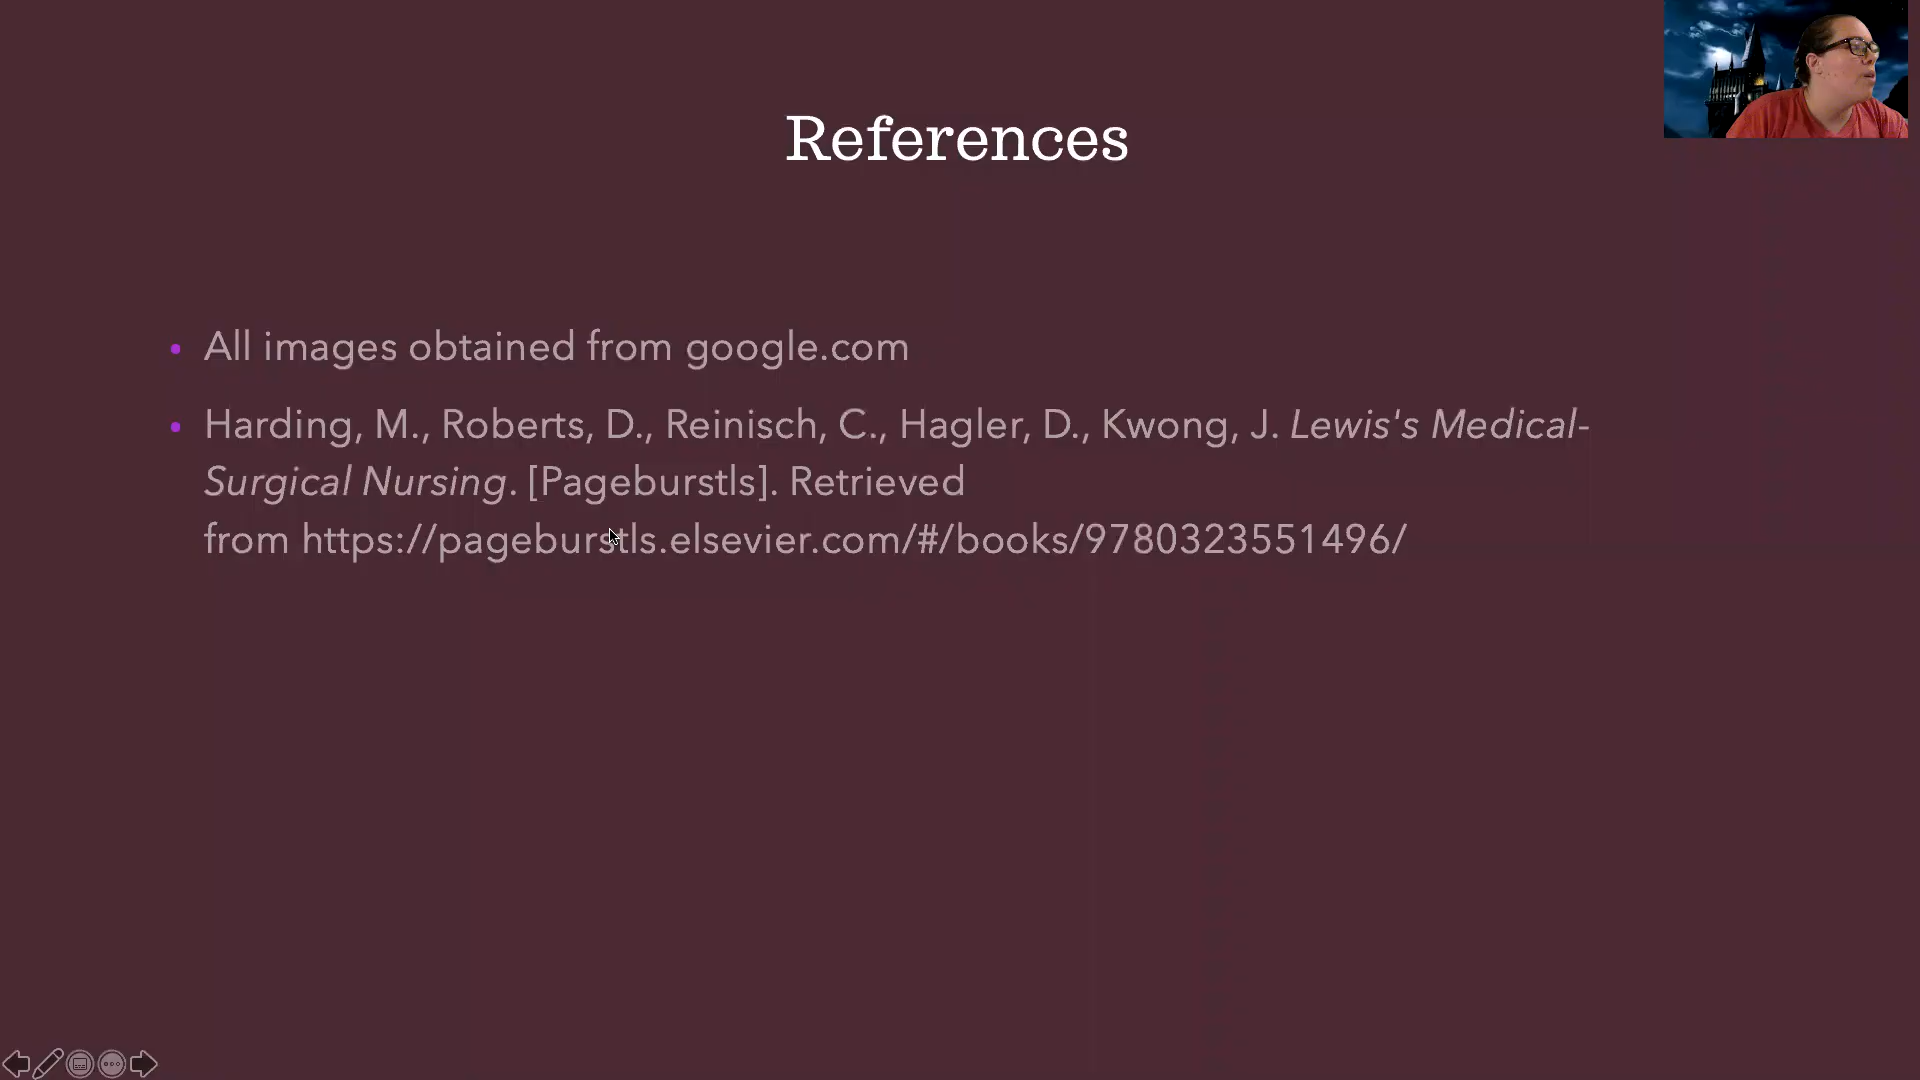 References
All images obtained from google.com
Harding, M., Roberts, D., Reinisch, C., Hagler, D., Kwong, J. Lewis's Medical-
Surgical Nursing. [Pageburstls]. Retrieved
from https://pageburstls.elsevier.com/#/books/9780323551496/